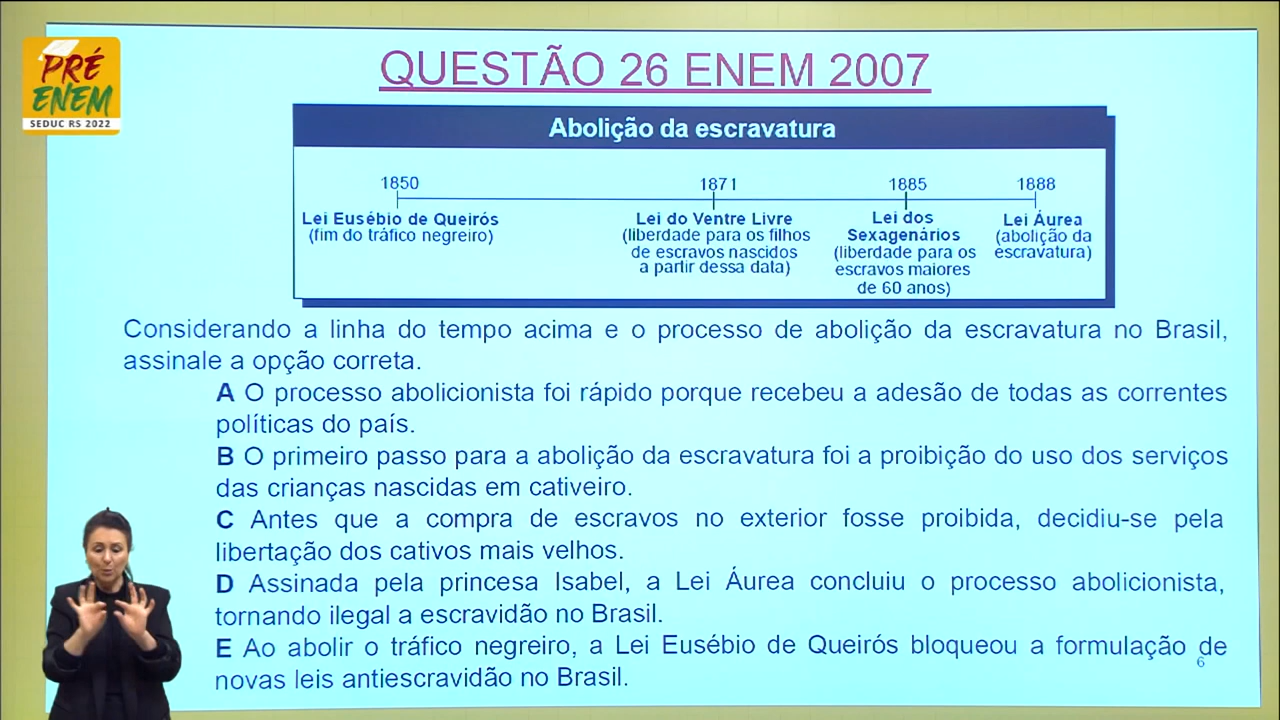 PRÉ
ENEM
SEDUC RS 2022
QUESTÃO 26 ENEM 2007
Abolição da escravatura
1850 1871 1885 1888
Lei Eusébio de Queirós
(fim do tráfico negreiro)
Lei do Ventre Livre
(liberdade para os filhos
de escravos nascidos
a partir dessa data)
Lei dos
Sexagenários
(liberdade para os
escravos maiores
de 60 anos)
Lei Áurea
(abolição da
escravatura)
Considerando a linha do tempo acima e o processo de abolição da escravatura no Brasil,
assinale a opção correta.
A O processo abolicionista foi rápido porque recebeu a adesão de todas as correntes
políticas do país.
B O primeiro passo para a abolição da escravatura foi a proibição do uso dos serviços
das crianças nascidas em cativeiro.
C Antes que a compra de escravos no exterior fosse proibida, decidiu-se pela
libertação dos cativos mais velhos.
D Assinada pela princesa Isabel, a Lei Áurea concluiu o processo abolicionista,
tornando ilegal a escravidão no Brasil.
E Ao abolir o tráfico negreiro, a Lei Eusébio de Queirós bloqueou a formulação de
novas leis antiescravidão no Brasil.
6